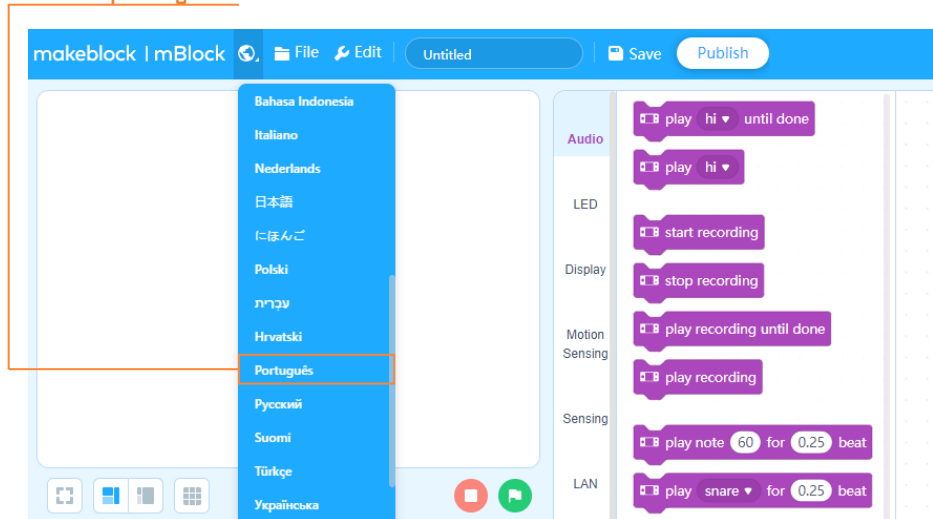 makeblock | mBlock File Edit Untitled Save Publish
Bahasa Indonesia
Italiano
Nederlands
日本語
にほんご
Polski
עִבְרִית
Hrvatski
Português
Русский
Suomi
Türkçe
Українська
Audio
LED
Display
Motion
Sensing
Sensing
LAN
play hi until done
play hi
start recording
stop recording
play recording until done
play recording
play note 60 for 0.25 beat
play snare for 0.25 beat